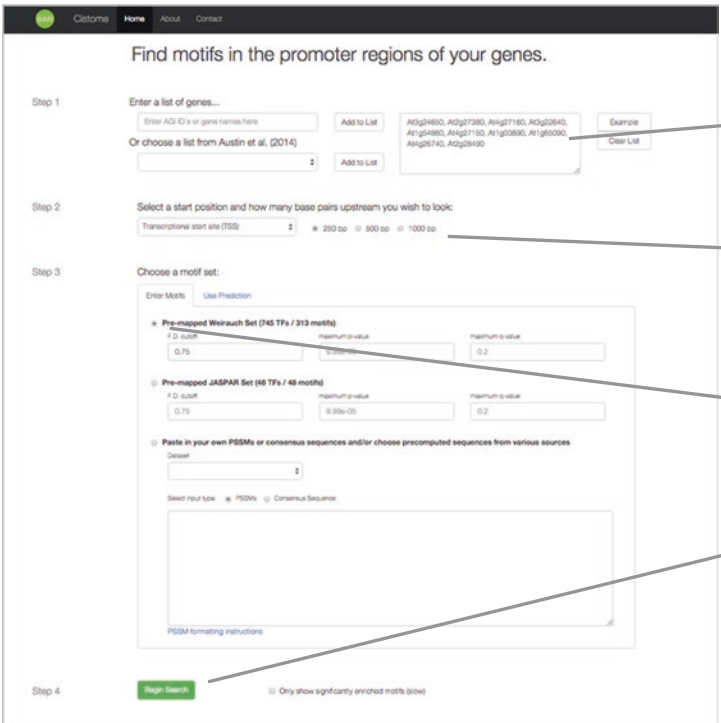 BAR Cistome Home About Contact
Find motifs in the promoter regions of your genes.
Step 1
Enter a list of genes...
Enter AGI ID's or gene names here
Add to List
At3g24650, At2g27380, At4g27160, At3g22640,
At1g54860, At4g27150, At1g03890, At1g65090,
At4g26740, At2g28490
Example
Clear List
Or choose a list from Austin et al. (2014)
Add to List
Step 2
Select a start position and how many base pairs upstream you wish to look:
Transcriptional start site (TSS) 250 bp 500 bp 1000 bp
Step 3
Choose a motif set:
Enter Motifs Use Prediction
Pre-mapped Weirauch Set (745 TFs / 313 motifs)
F.D. cutoff maximum p-value maximum q-value
0.75 0.2
Pre-mapped JASPAR Set (48 TFs / 48 motifs)
F.D. cutoff maximum p-value maximum q-value
0.75 9.99e-05 0.2
Paste in your own PSSMs or consensus sequences and/or choose precomputed sequences from various sources
Dataset
Select input type: PSSMs Consensus Sequence
PSSM formatting instructions
Step 4
Begin Search
Only show significantly enriched motifs (slow)